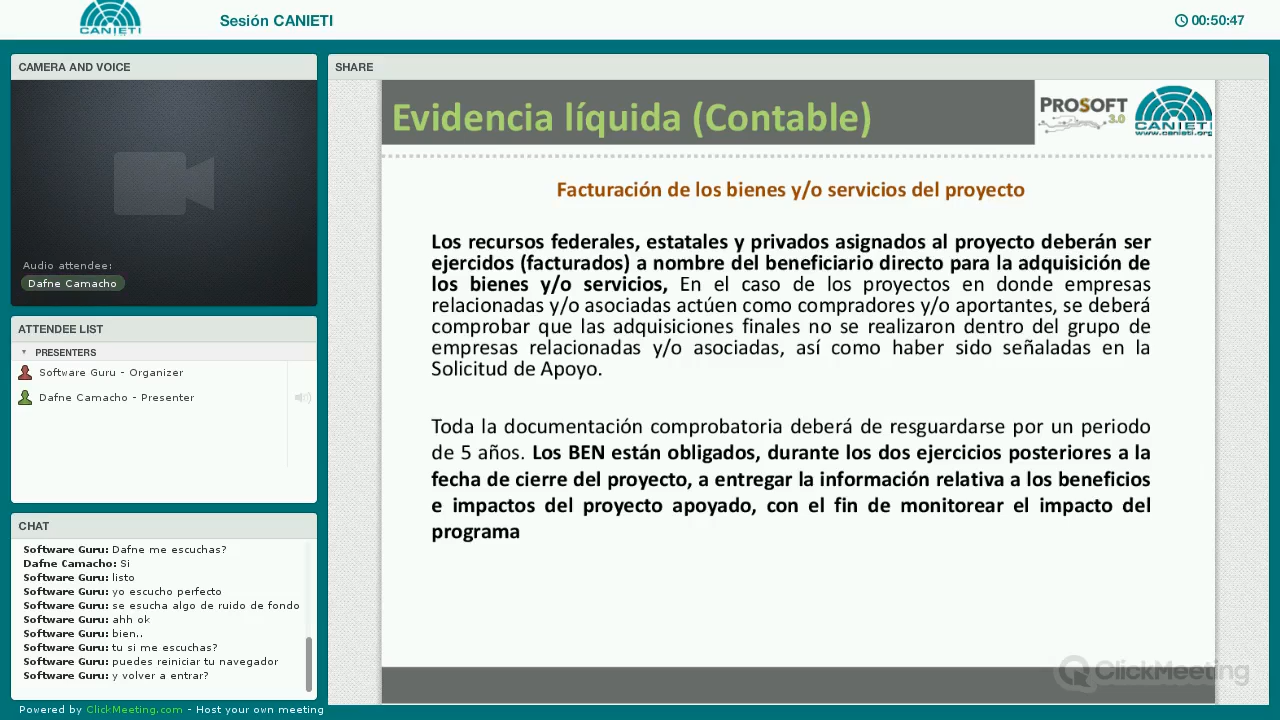 CANIETI
Sesión CANIETI
00:50:47
CAMERA AND VOICE
Audio attendee:
Dafne Camacho
ATTENDEE LIST
PRESENTERS
Software Guru - Organizer
Dafne Camacho - Presenter
CHAT
Software Guru: Dafne me escuchas?
Dafne Camacho: Si
Software Guru: listo
Software Guru: yo escucho perfecto
Software Guru: se esucha algo de ruido de fondo
Software Guru: ahh ok
Software Guru: bien..
Software Guru: tu si me escuchas?
Software Guru: puedes reiniciar tu navegador
Software Guru: y volver a entrar?
Powered by ClickMeeting.com - Host your own meeting
SHARE
Evidencia líquida (Contable)
PROSOFT
3.0
CANIETI
www.canieti.org
Facturación de los bienes y/o servicios del proyecto
Los recursos federales, estatales y privados asignados al proyecto deberán ser
ejercidos (facturados) a nombre del beneficiario directo para la adquisición de
los bienes y/o servicios, En el caso de los proyectos en donde empresas
relacionadas y/o asociadas actúen como compradores y/o aportantes, se deberá
comprobar que las adquisiciones finales no se realizaron dentro del grupo de
empresas relacionadas y/o asociadas, así como haber sido señaladas en la
Solicitud de Apoyo.
Toda la documentación comprobatoria deberá de resguardarse por un periodo
de 5 años. Los BEN están obligados, durante los dos ejercicios posteriores a la
fecha de cierre del proyecto, a entregar la información relativa a los beneficios
e impactos del proyecto apoyado, con el fin de monitorear el impacto del
programa
ClickMeeting